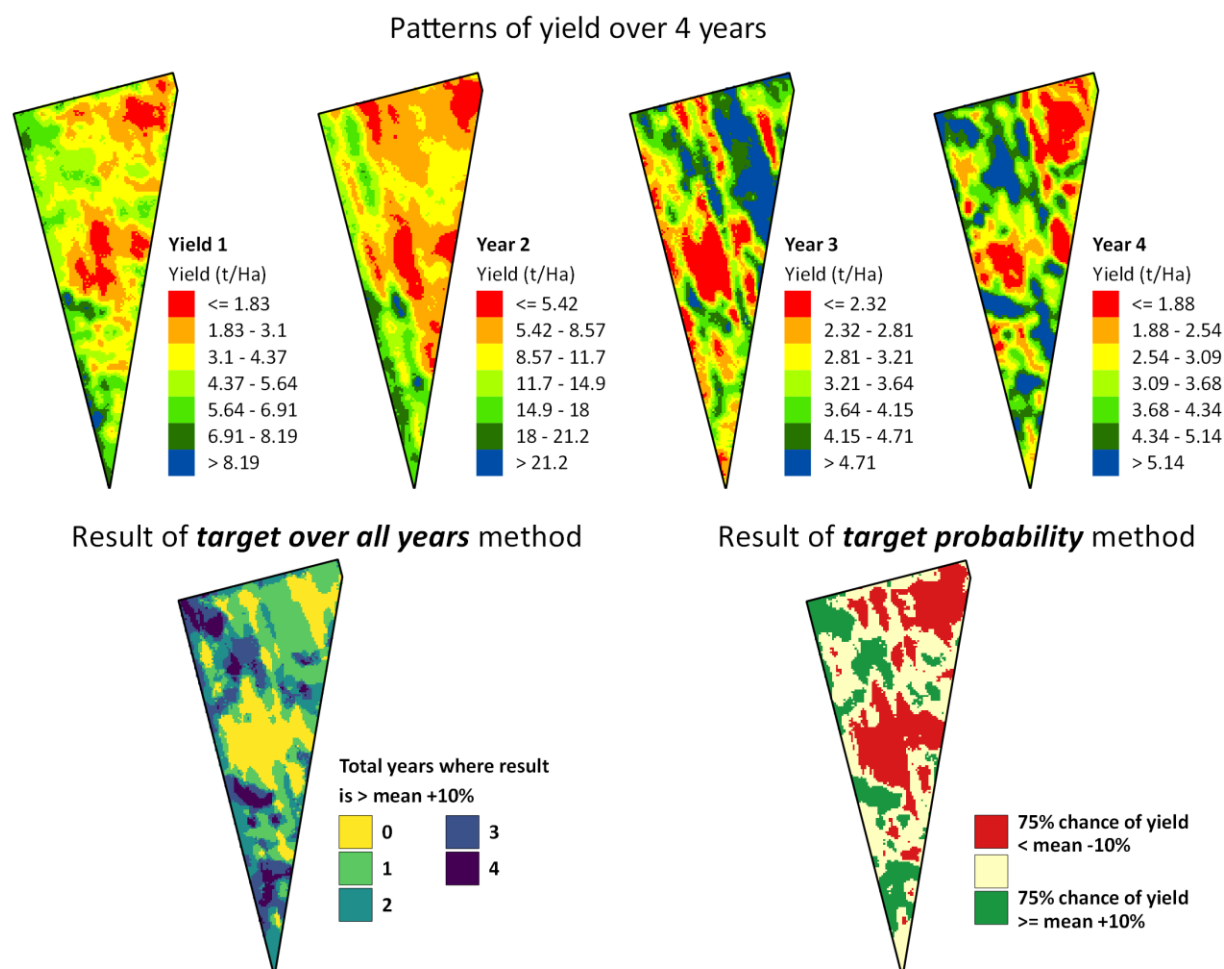 Patterns of yield over 4 years
Yield 1
Yield (t/Ha)
<= 1.83
1.83 - 3.1
3.1 - 4.37
4.37 - 5.64
5.64 - 6.91
6.91 - 8.19
> 8.19
Year 2
Yield (t/Ha)
<= 5.42
5.42 - 8.57
8.57 - 11.7
11.7 - 14.9
14.9 - 18
18 - 21.2
> 21.2
Year 3
Yield (t/Ha)
<= 2.32
2.32 - 2.81
2.81 - 3.21
3.21 - 3.64
3.64 - 4.15
4.15 - 4.71
> 4.71
Year 4
Yield (t/Ha)
<= 1.88
1.88 - 2.54
2.54 - 3.09
3.09 - 3.68
3.68 - 4.34
4.34 - 5.14
> 5.14
Result of target over all years method
Total years where result
is > mean +10%
0
1
2
3
4
Result of target probability method
75% chance of yield
< mean -10%
75% chance of yield
>= mean +10%